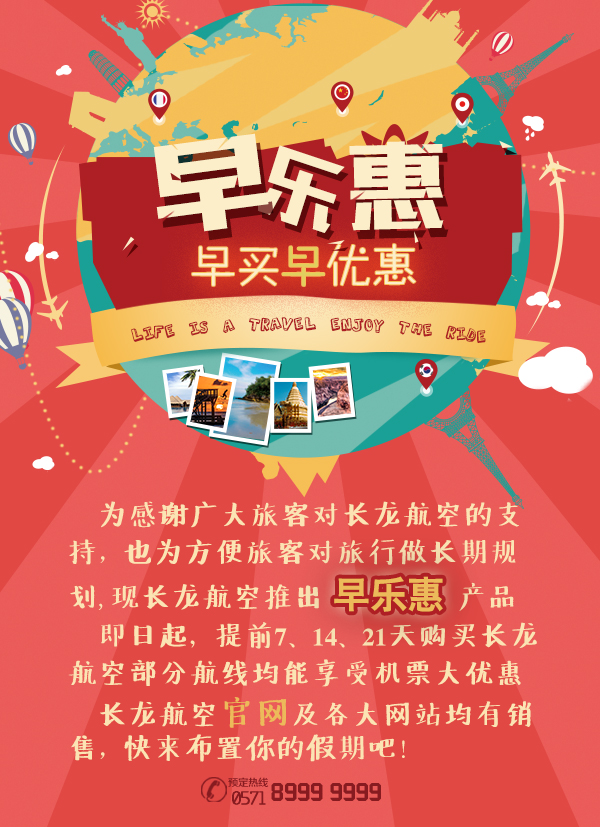 早乐惠
早买早优惠
LIFE IS A TRAVEL ENJOY THE RIDE
为感谢广大旅客对长龙航空的支
持，也为方便旅客对旅行做长期规
划,现长龙航空推出 早乐惠 产品
即日起，提前7、14、21天购买长龙
航空部分航线均能享受机票大优惠
长龙航空官网及各大网站均有销
售，快来布置你的假期吧!
预定热线
0571 8999 9999